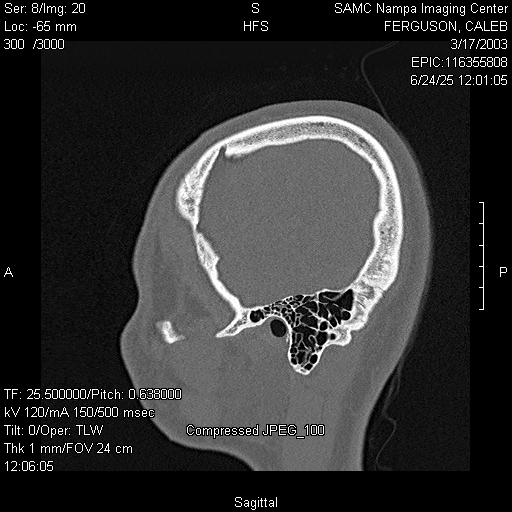 Ser: 8/Img: 20
Loc: -65 mm
300 /3000
S
HFS
SAMC Nampa Imaging Center
FERGUSON, CALEB
3/17/2003
EPIC:116355808
6/24/25 12:01:05
A
P
TF: 25.500000/Pitch: 0.638000
kV 120/mA 150/500 msec
Tilt: 0/Oper: TLW
Thk 1 mm/FOV 24 cm
12:06:05
Compressed JPEG_100
Sagittal